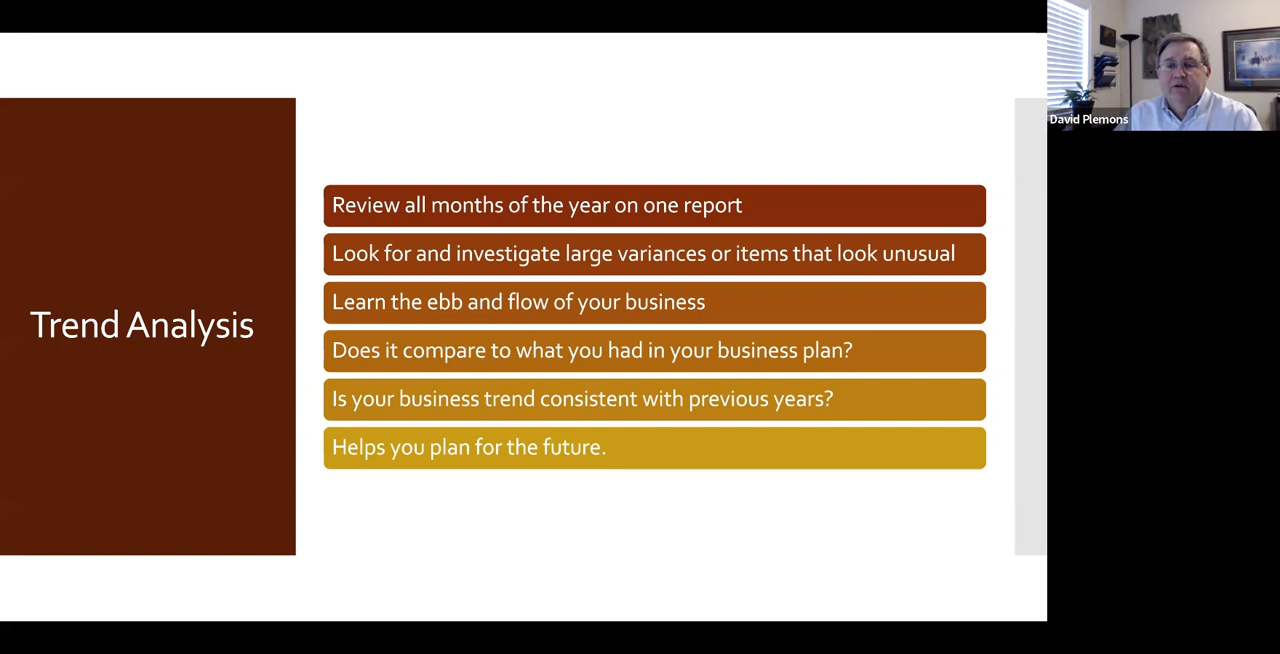 Trend Analysis
Review all months of the year on one report
Look for and investigate large variances or items that look unusual
Learn the ebb and flow of your business
Does it compare to what you had in your business plan?
Is your business trend consistent with previous years?
Helps you plan for the future.
David Plemons